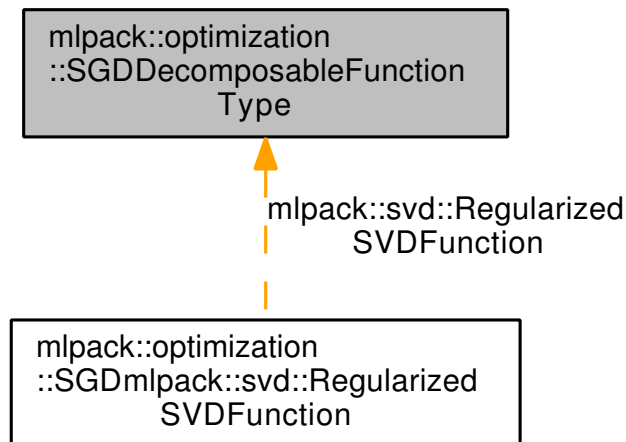 mlpack::optimization
::SGDDecomposableFunction
Type
mlpack::svd::Regularized
SVDFunction
mlpack::optimization
::SGDmlpack::svd::Regularized
SVDFunction